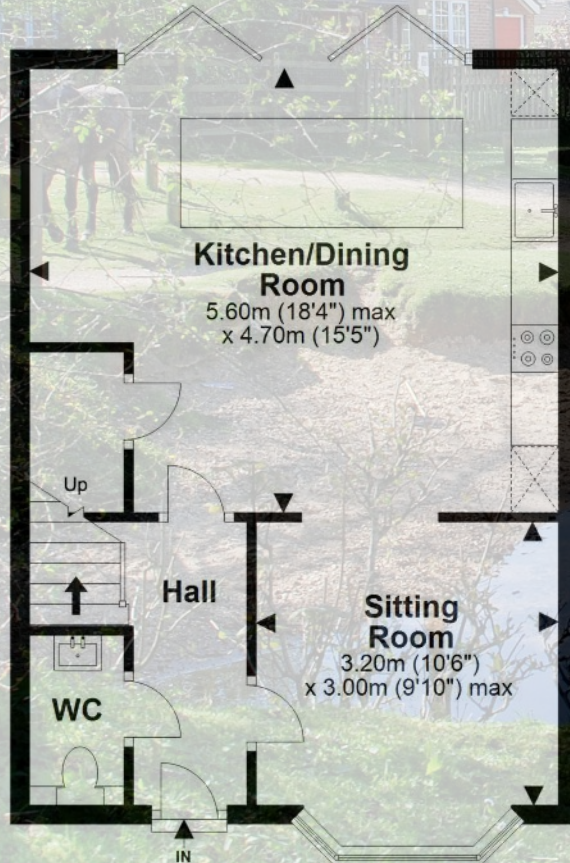 Kitchen/Dining
Room
5.60m (18'4") max
x 4.70m (15'5")
Up
Hall
Sitting
Room
3.20m (10'6")
x 3.00m (9'10") max
WC
IN